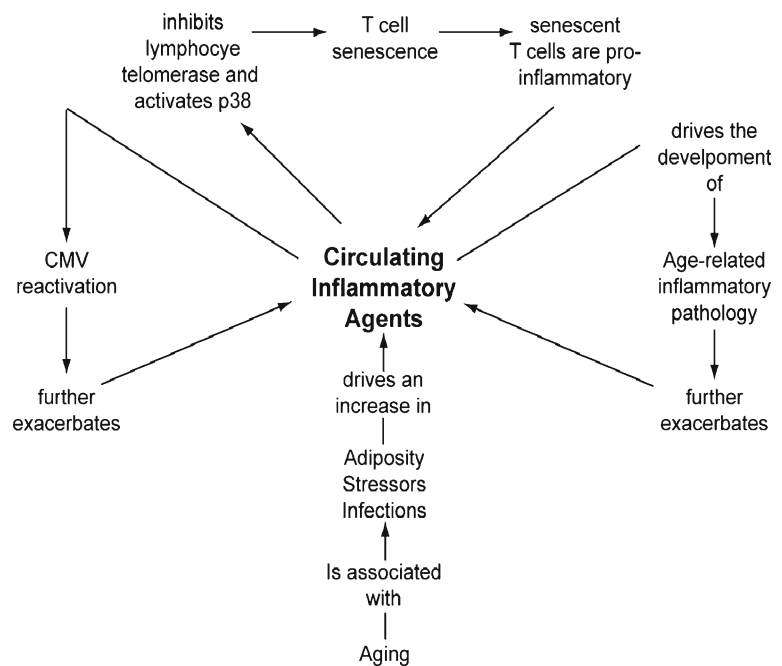 inhibits
lymphocye
telomerase and
activates p38
T cell
senescence
senescent
T cells are pro-
inflammatory
drives the
develpoment
of
Age-related
inflammatory
pathology
further
exacerbates
CMV
reactivation
further
exacerbates
Circulating
Inflammatory
Agents
drives an
increase in
Adiposity
Stressors
Infections
Is associated
with
Aging